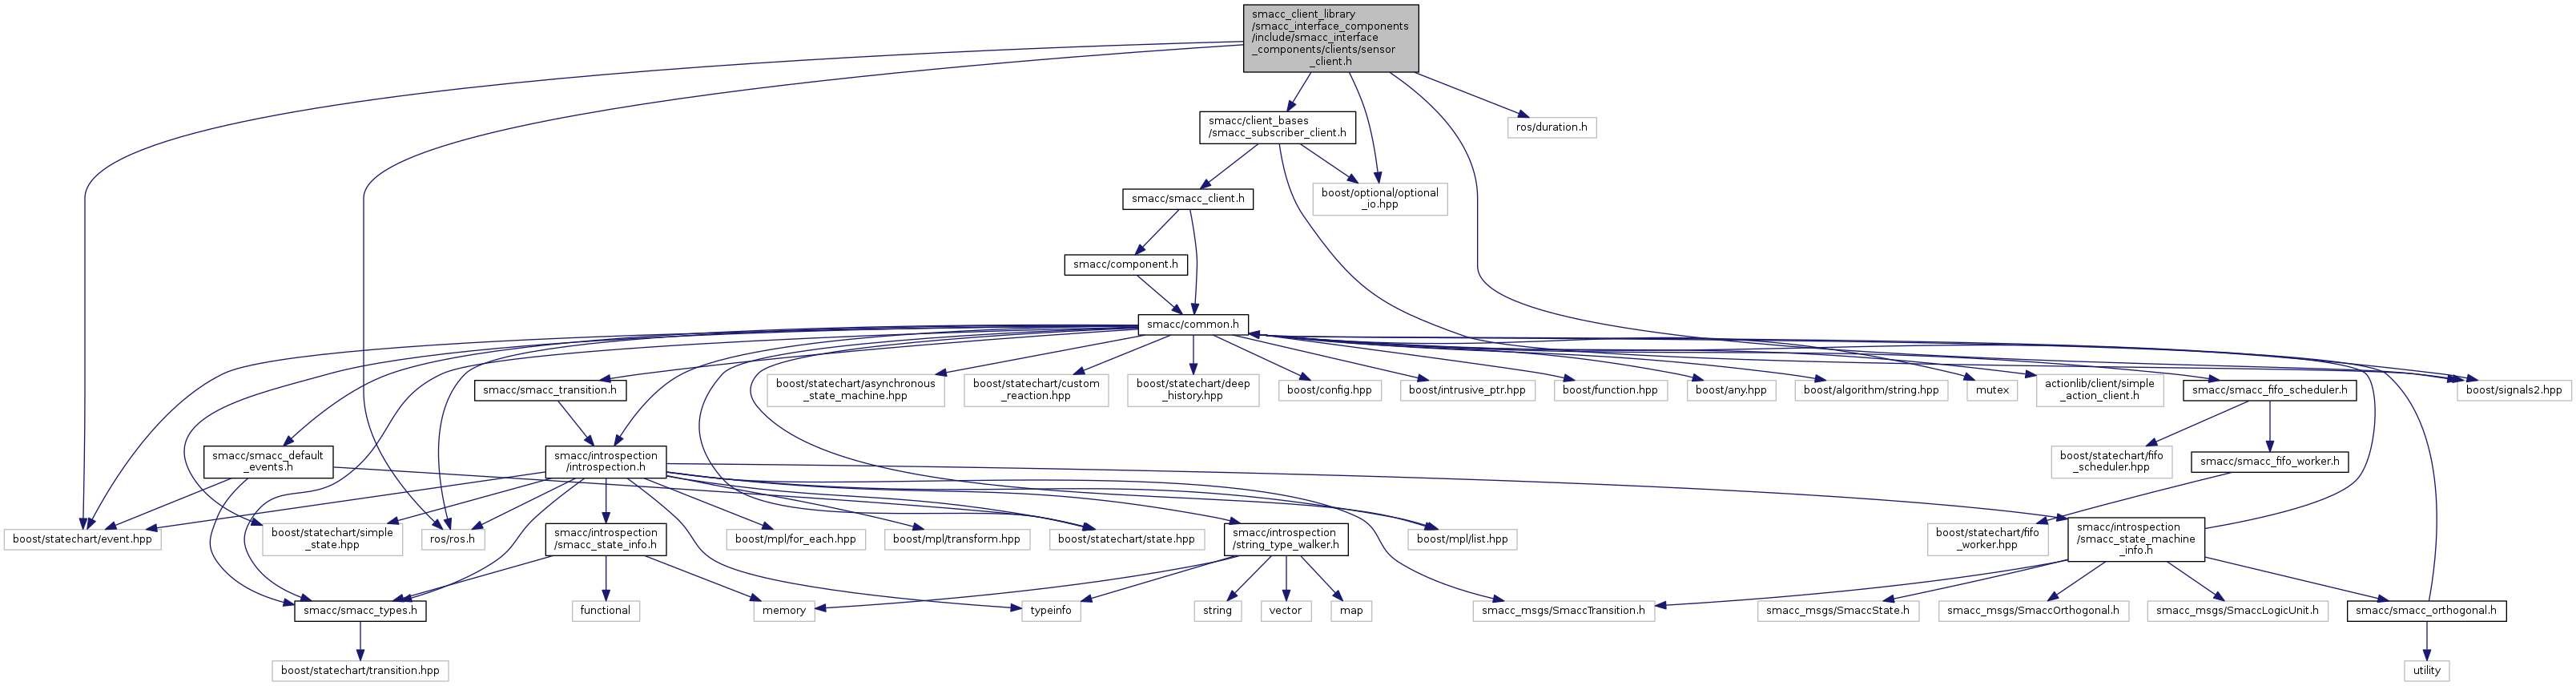 smacc_client_library
/smacc_interface_components
/include/smacc_interface
_components/clients/sensor
_client.h
smacc/client_bases
/smacc_subscriber_client.h
ros/duration.h
smacc/smacc_client.h
boost/optional/optional
_io.hpp
smacc/component.h
smacc/common.h
smacc/smacc_transition.h
boost/statechart/asynchronous
_state_machine.hpp
boost/statechart/custom
_reaction.hpp
boost/statechart/deep
_history.hpp
boost/config.hpp
boost/intrusive_ptr.hpp
boost/function.hpp
boost/any.hpp
boost/algorithm/string.hpp
mutex
actionlib/client/simple
_action_client.h
smacc/smacc_fifo_scheduler.h
boost/signals2.hpp
smacc/smacc_default
_events.h
smacc/introspection
/introspection.h
boost/statechart/fifo
_scheduler.hpp
smacc/smacc_fifo_worker.h
boost/statechart/event.hpp
boost/statechart/simple
_state.hpp
ros/ros.h
smacc/introspection
/smacc_state_info.h
boost/mpl/for_each.hpp
boost/mpl/transform.hpp
boost/statechart/state.hpp
smacc/introspection
/string_type_walker.h
boost/mpl/list.hpp
boost/statechart/fifo
_worker.hpp
smacc/introspection
/smacc_state_machine
_info.h
smacc/smacc_types.h
functional
memory
typeinfo
string
vector
map
smacc_msgs/SmaccTransition.h
smacc_msgs/SmaccState.h
smacc_msgs/SmaccOrthogonal.h
smacc_msgs/SmaccLogicUnit.h
smacc/smacc_orthogonal.h
boost/statechart/transition.hpp
utility